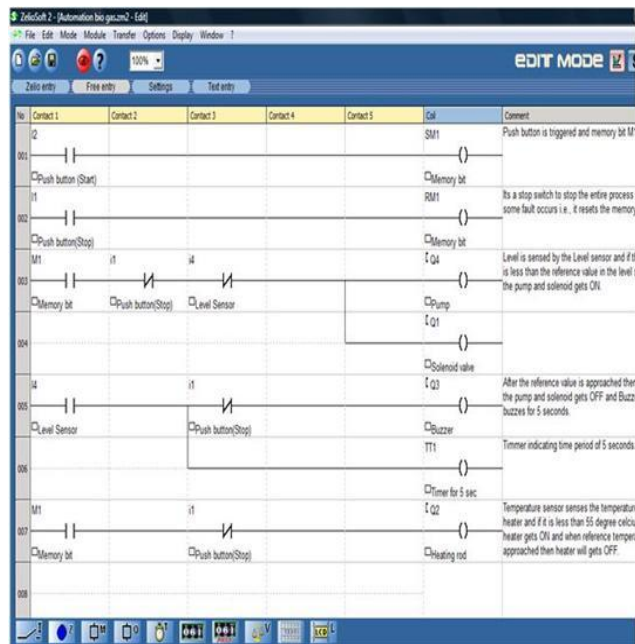 ZelioSoft 2 - [Automation bio gas.zm2 - Edit]
File Edit Mode Module Transfer Options Display Window ?
100% EDIT MODE
Zelio entry Free entry Settings Text entry
No Contact 1 Contact 2 Contact 3 Contact 4 Contact 5 Coil Comment
I2 SM1 Push button is triggered and memory bit M1
001
Push button (Start) Memory bit
I1 RM1 Its a stop switch to stop the entire process
some fault occurs i.e., it resets the memory
002
Push button(Stop) Memory bit
M1 i1 i4 [ Q4 Level is sensed by the Level sensor and if th
is less than the reference value in the level s
003 the pump and solenoid gets ON.
Memory bit Push button(Stop) Level Sensor Pump
[ Q1
004
Solenoid valve
I4 i1 [ Q3 After the reference value is approached then
the pump and solenoid gets OFF and Buzze
005 buzzes for 5 seconds.
Level Sensor Push button(Stop) Buzzer
TT1 Timmer indicating time period of 5 seconds
006
Timer for 5 sec
M1 i1 [ Q2 Temperature sensor senses the temperature
heater and if it is less than 55 degree celciu
007 heater gets ON and when reference tempera
approached then heater will gets OFF.
Memory bit Push button(Stop) Heating rod
008